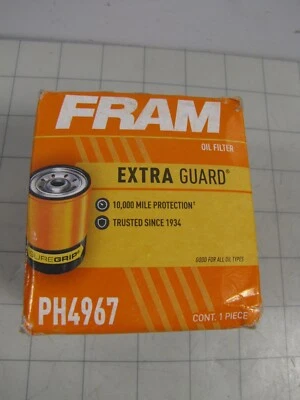 FRAM
OIL FILTER
EXTRA GUARD®
10,000 MILE PROTECTION¹
TRUSTED SINCE 1934
SUREGRIP
GOOD FOR ALL OIL TYPES
PH4967
CONT. 1 PIECE